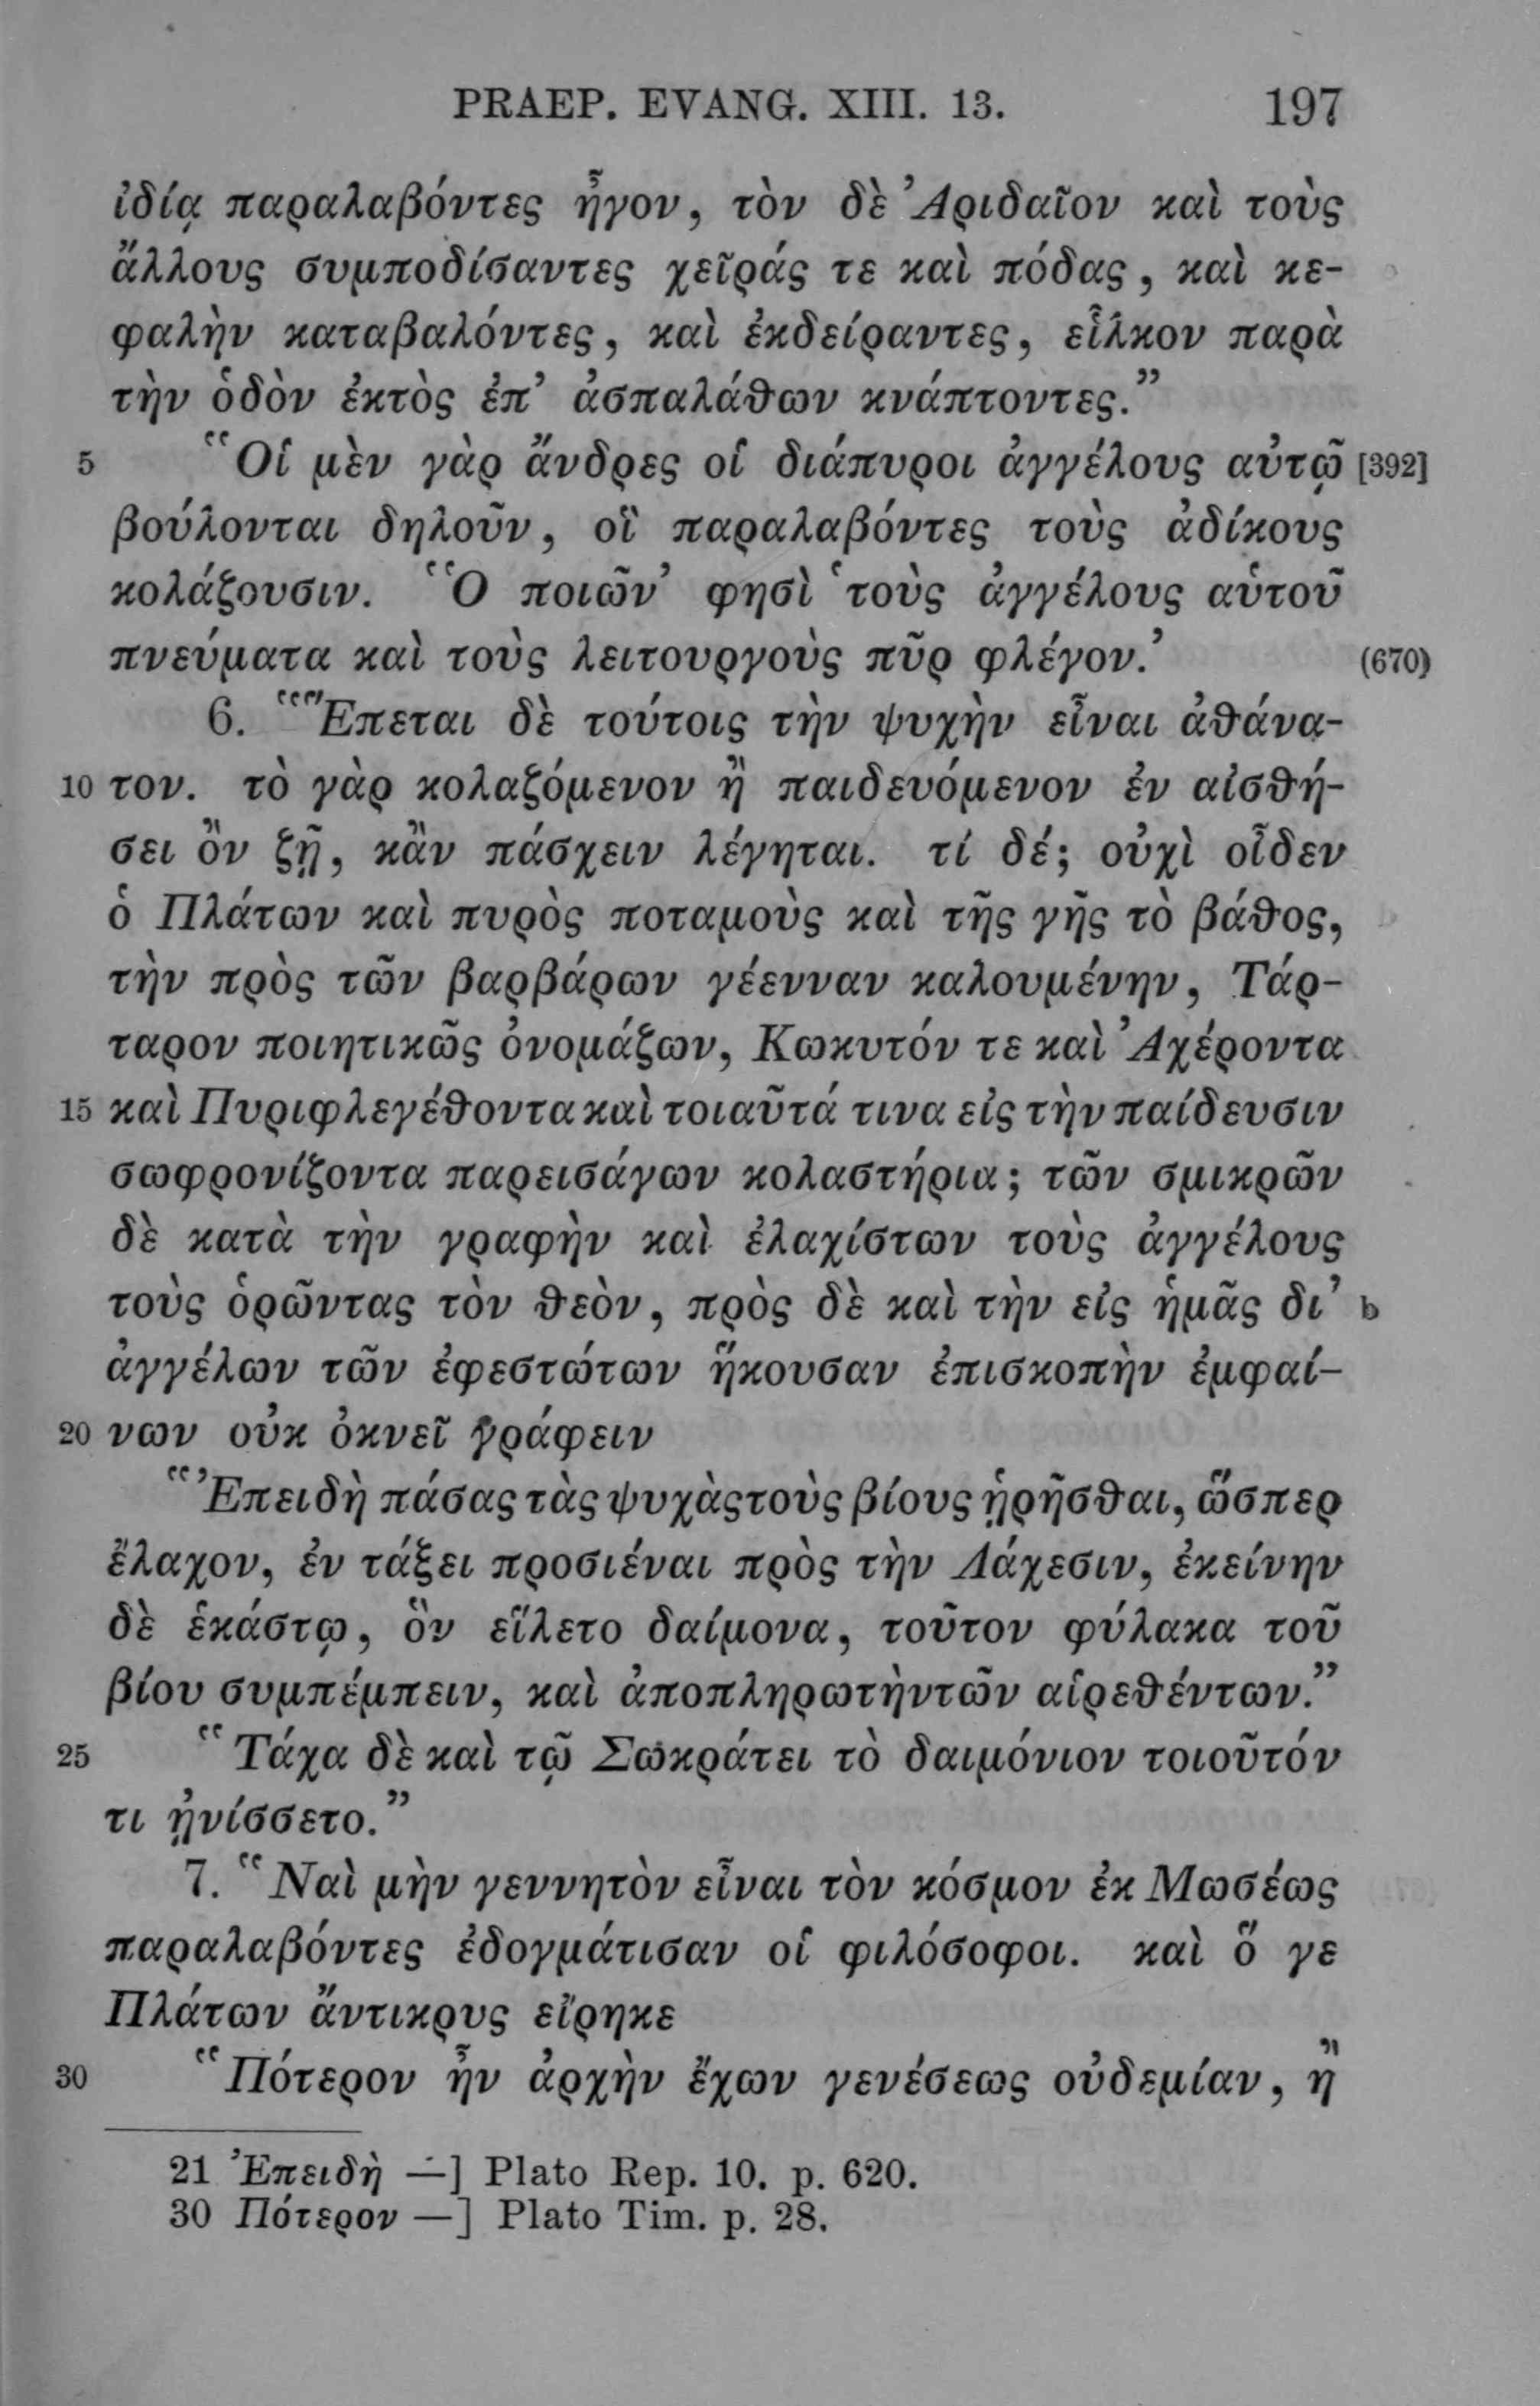 PRAEP. EVANG. XIII. 13. 197
ἰδίᾳ παραλαβόντες ἦγον, τὸν δὲ Ἀριδαῖον καὶ τοὺς
ἄλλους συμποδίσαντες χεῖράς τε καὶ πόδας, καὶ κε-
φαλὴν καταβαλόντες, καὶ ἐκδείραντες, εἷλκον παρὰ
τὴν ὁδὸν ἐκτὸς ἐπ’ ἀσπαλάθων κνάπτοντες.”
5 “Οἱ μὲν γὰρ ἄνδρες οἱ διάπυροι ἀγγέλους αὐτῷ [392]
βούλονται δηλοῦν, οἳ παραλαβόντες τοὺς ἀδίκους
κολάζουσιν. ‘Ὁ ποιῶν’ φησὶ ‘τοὺς ἀγγέλους αὑτοῦ
πνεύματα καὶ τοὺς λειτουργοὺς πῦρ φλέγον.’ (670)
6. “Ἕπεται δὲ τούτοις τὴν ψυχὴν εἶναι ἀθάνα-
10 τον. τὸ γὰρ κολαζόμενον ἢ παιδευόμενον ἐν αἰσθή-
σει ὂν ζῇ, κἂν πάσχειν λέγηται. τί δέ; οὐχὶ οἶδεν
ὁ Πλάτων καὶ πυρὸς ποταμοὺς καὶ τῆς γῆς τὸ βάθος,
τὴν πρὸς τῶν βαρβάρων γέενναν καλουμένην, Τάρ-
ταρον ποιητικῶς ὀνομάζων, Κωκυτόν τε καὶ Ἀχέροντα
15 καὶ Πυριφλεγέθοντα καὶ τοιαῦτά τινα εἰς τὴν παίδευσιν
σωφρονίζοντα παρεισάγων κολαστήρια; τῶν σμικρῶν
δὲ κατὰ τὴν γραφὴν καὶ ἐλαχίστων τοὺς ἀγγέλους
τοὺς ὁρῶντας τὸν θεὸν, πρὸς δὲ καὶ τὴν εἰς ἡμᾶς δι’ b
ἀγγέλων τῶν ἐφεστώτων ἥκουσαν ἐπισκοπὴν ἐμφαί-
20 νων οὐκ ὀκνεῖ γράφειν
“Ἐπειδὴ πάσας τὰς ψυχὰς τοὺς βίους ᾑρῆσθαι, ὥσπερ
ἔλαχον, ἐν τάξει προσιέναι πρὸς τὴν Λάχεσιν, ἐκείνην
δὲ ἑκάστῳ, ὃν εἵλετο δαίμονα, τοῦτον φύλακα τοῦ
βίου συμπέμπειν, καὶ ἀποπληρωτὴν τῶν αἱρεθέντων.”
25 “Τάχα δὲ καὶ τῷ Σωκράτει τὸ δαιμόνιον τοιοῦτόν
τι ᾐνίσσετο.”
7. “Ναὶ μὴν γεννητὸν εἶναι τὸν κόσμον ἐκ Μωσέως
παραλαβόντες ἐδογμάτισαν οἱ φιλόσοφοι. καὶ ὅ γε
Πλάτων ἄντικρυς εἴρηκε
30 “Πότερον ἦν ἀρχὴν ἔχων γενέσεως οὐδεμίαν, ἢ
21 Ἐπειδὴ —] Plato Rep. 10. p. 620.
30 Πότερον —] Plato Tim. p. 28.